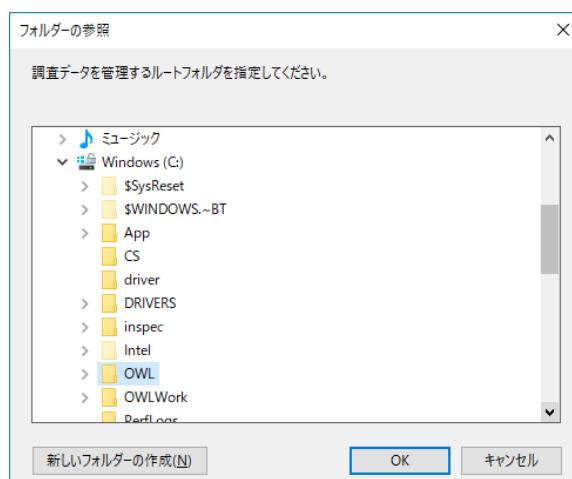 フォルダーの参照
調査データを管理するルートフォルダを指定してください。
ミュージック
Windows (C:)
$SysReset
$WINDOWS.~BT
App
CS
driver
DRIVERS
inspec
Intel
OWL
OWLWork
PerfLogs
新しいフォルダーの作成(N)
OK
キャンセル